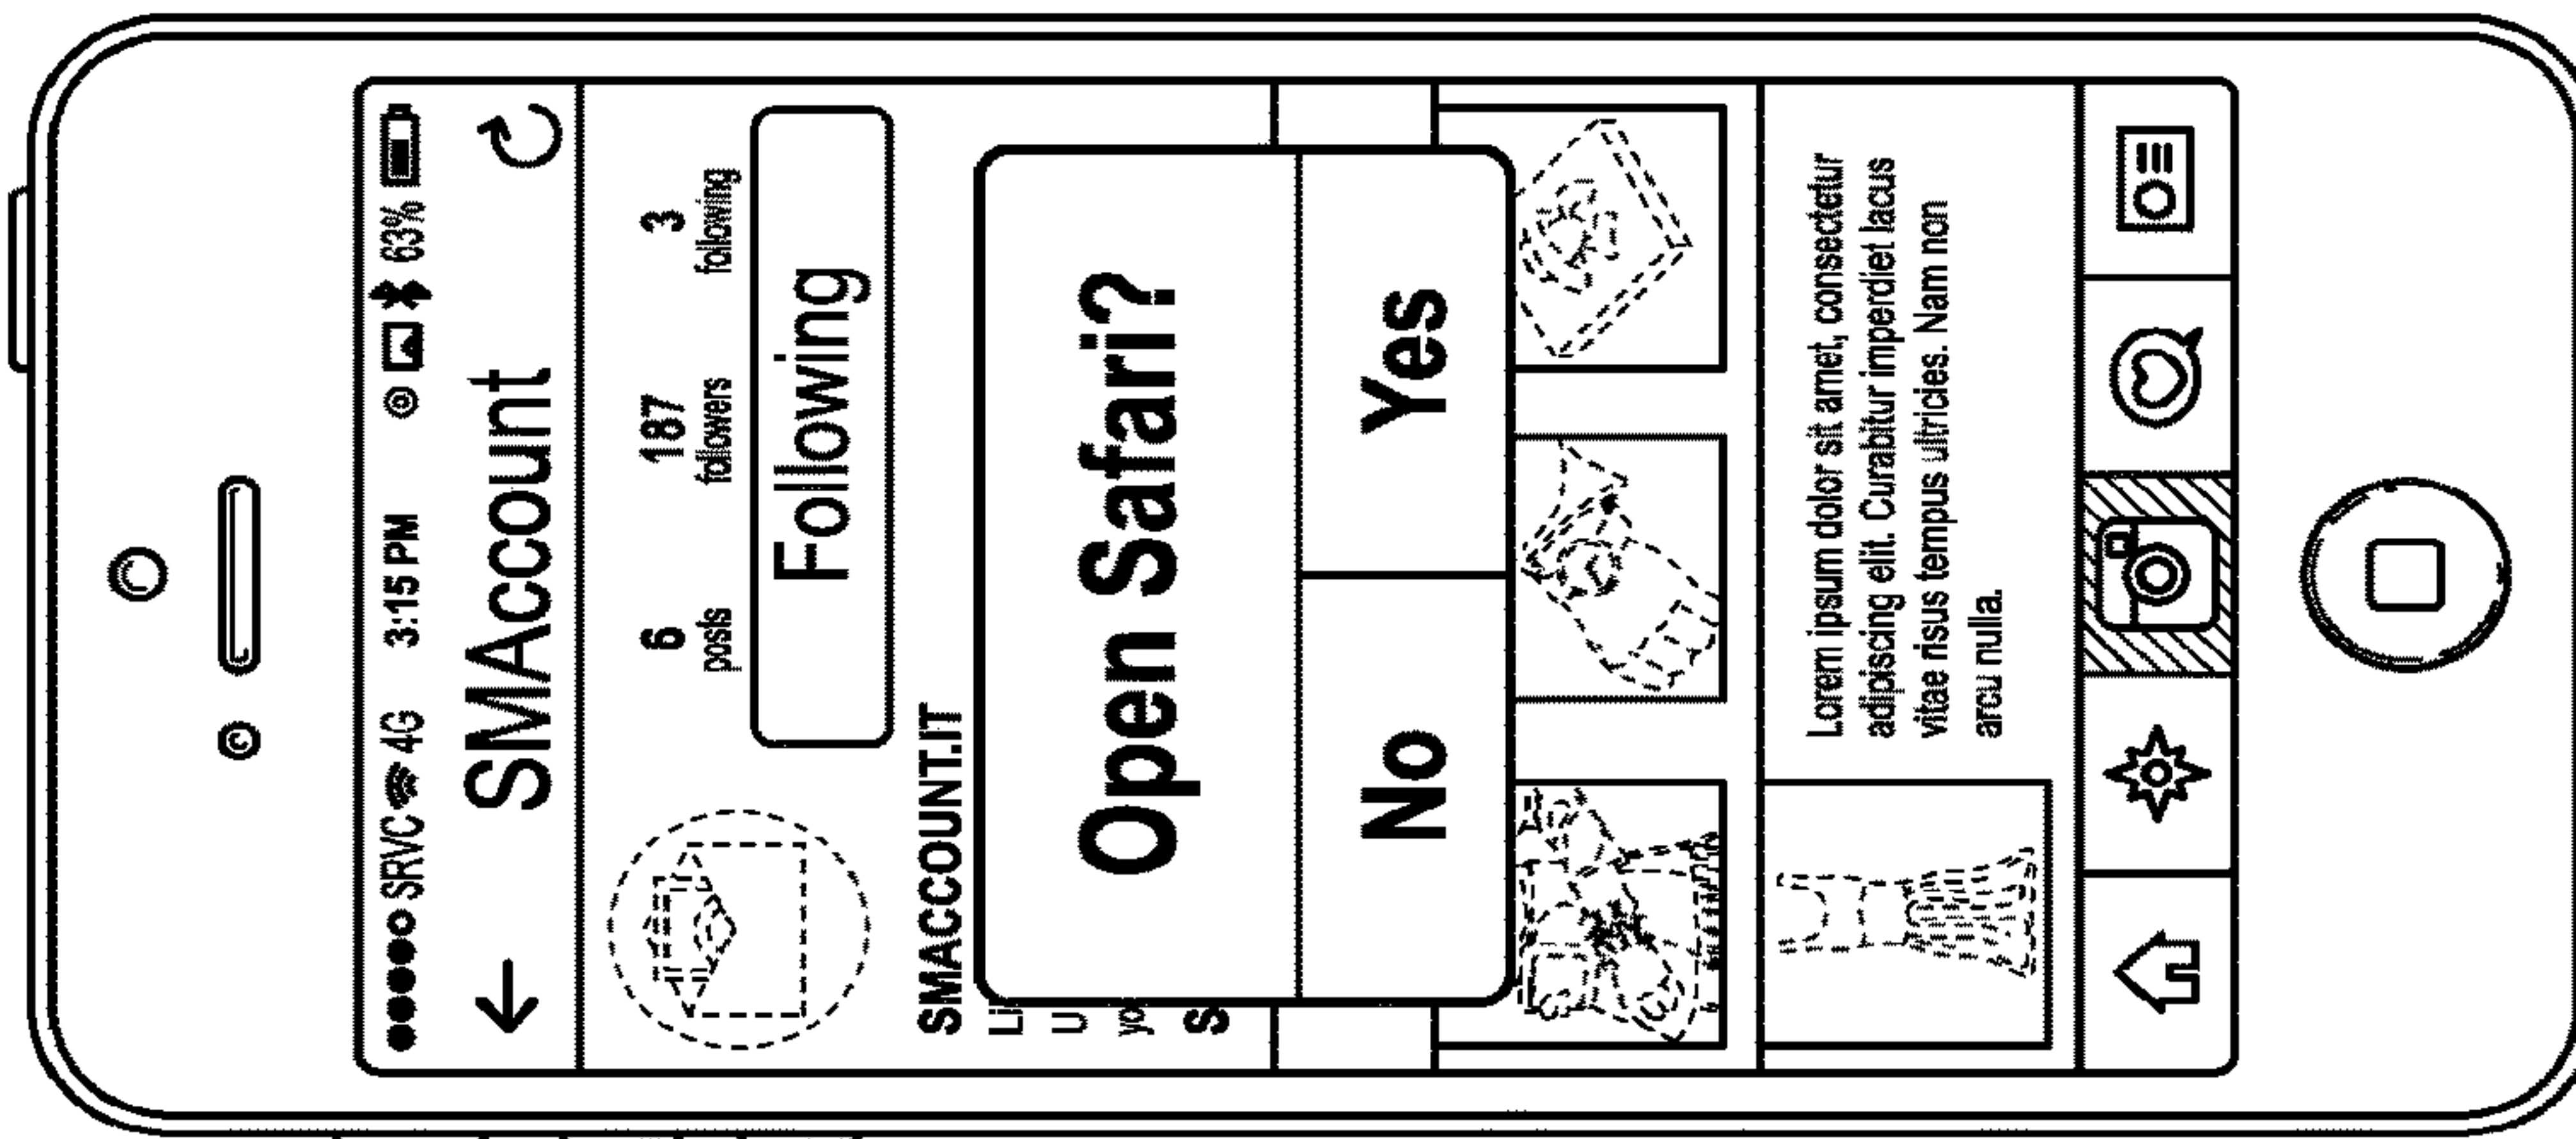 SRVC 4G 3:15 PM 63%
SMAccount
6 187 3
posts followers following
Following
SMACCOUNT.IT
Li
U
yo
S
Open Safari?
No Yes
Lorem ipsum dolor sit amet, consectetur
adipiscing elit. Curabitur imperdiet lacus
vitae risus tempus ultricies. Nam non
arcu nulla.